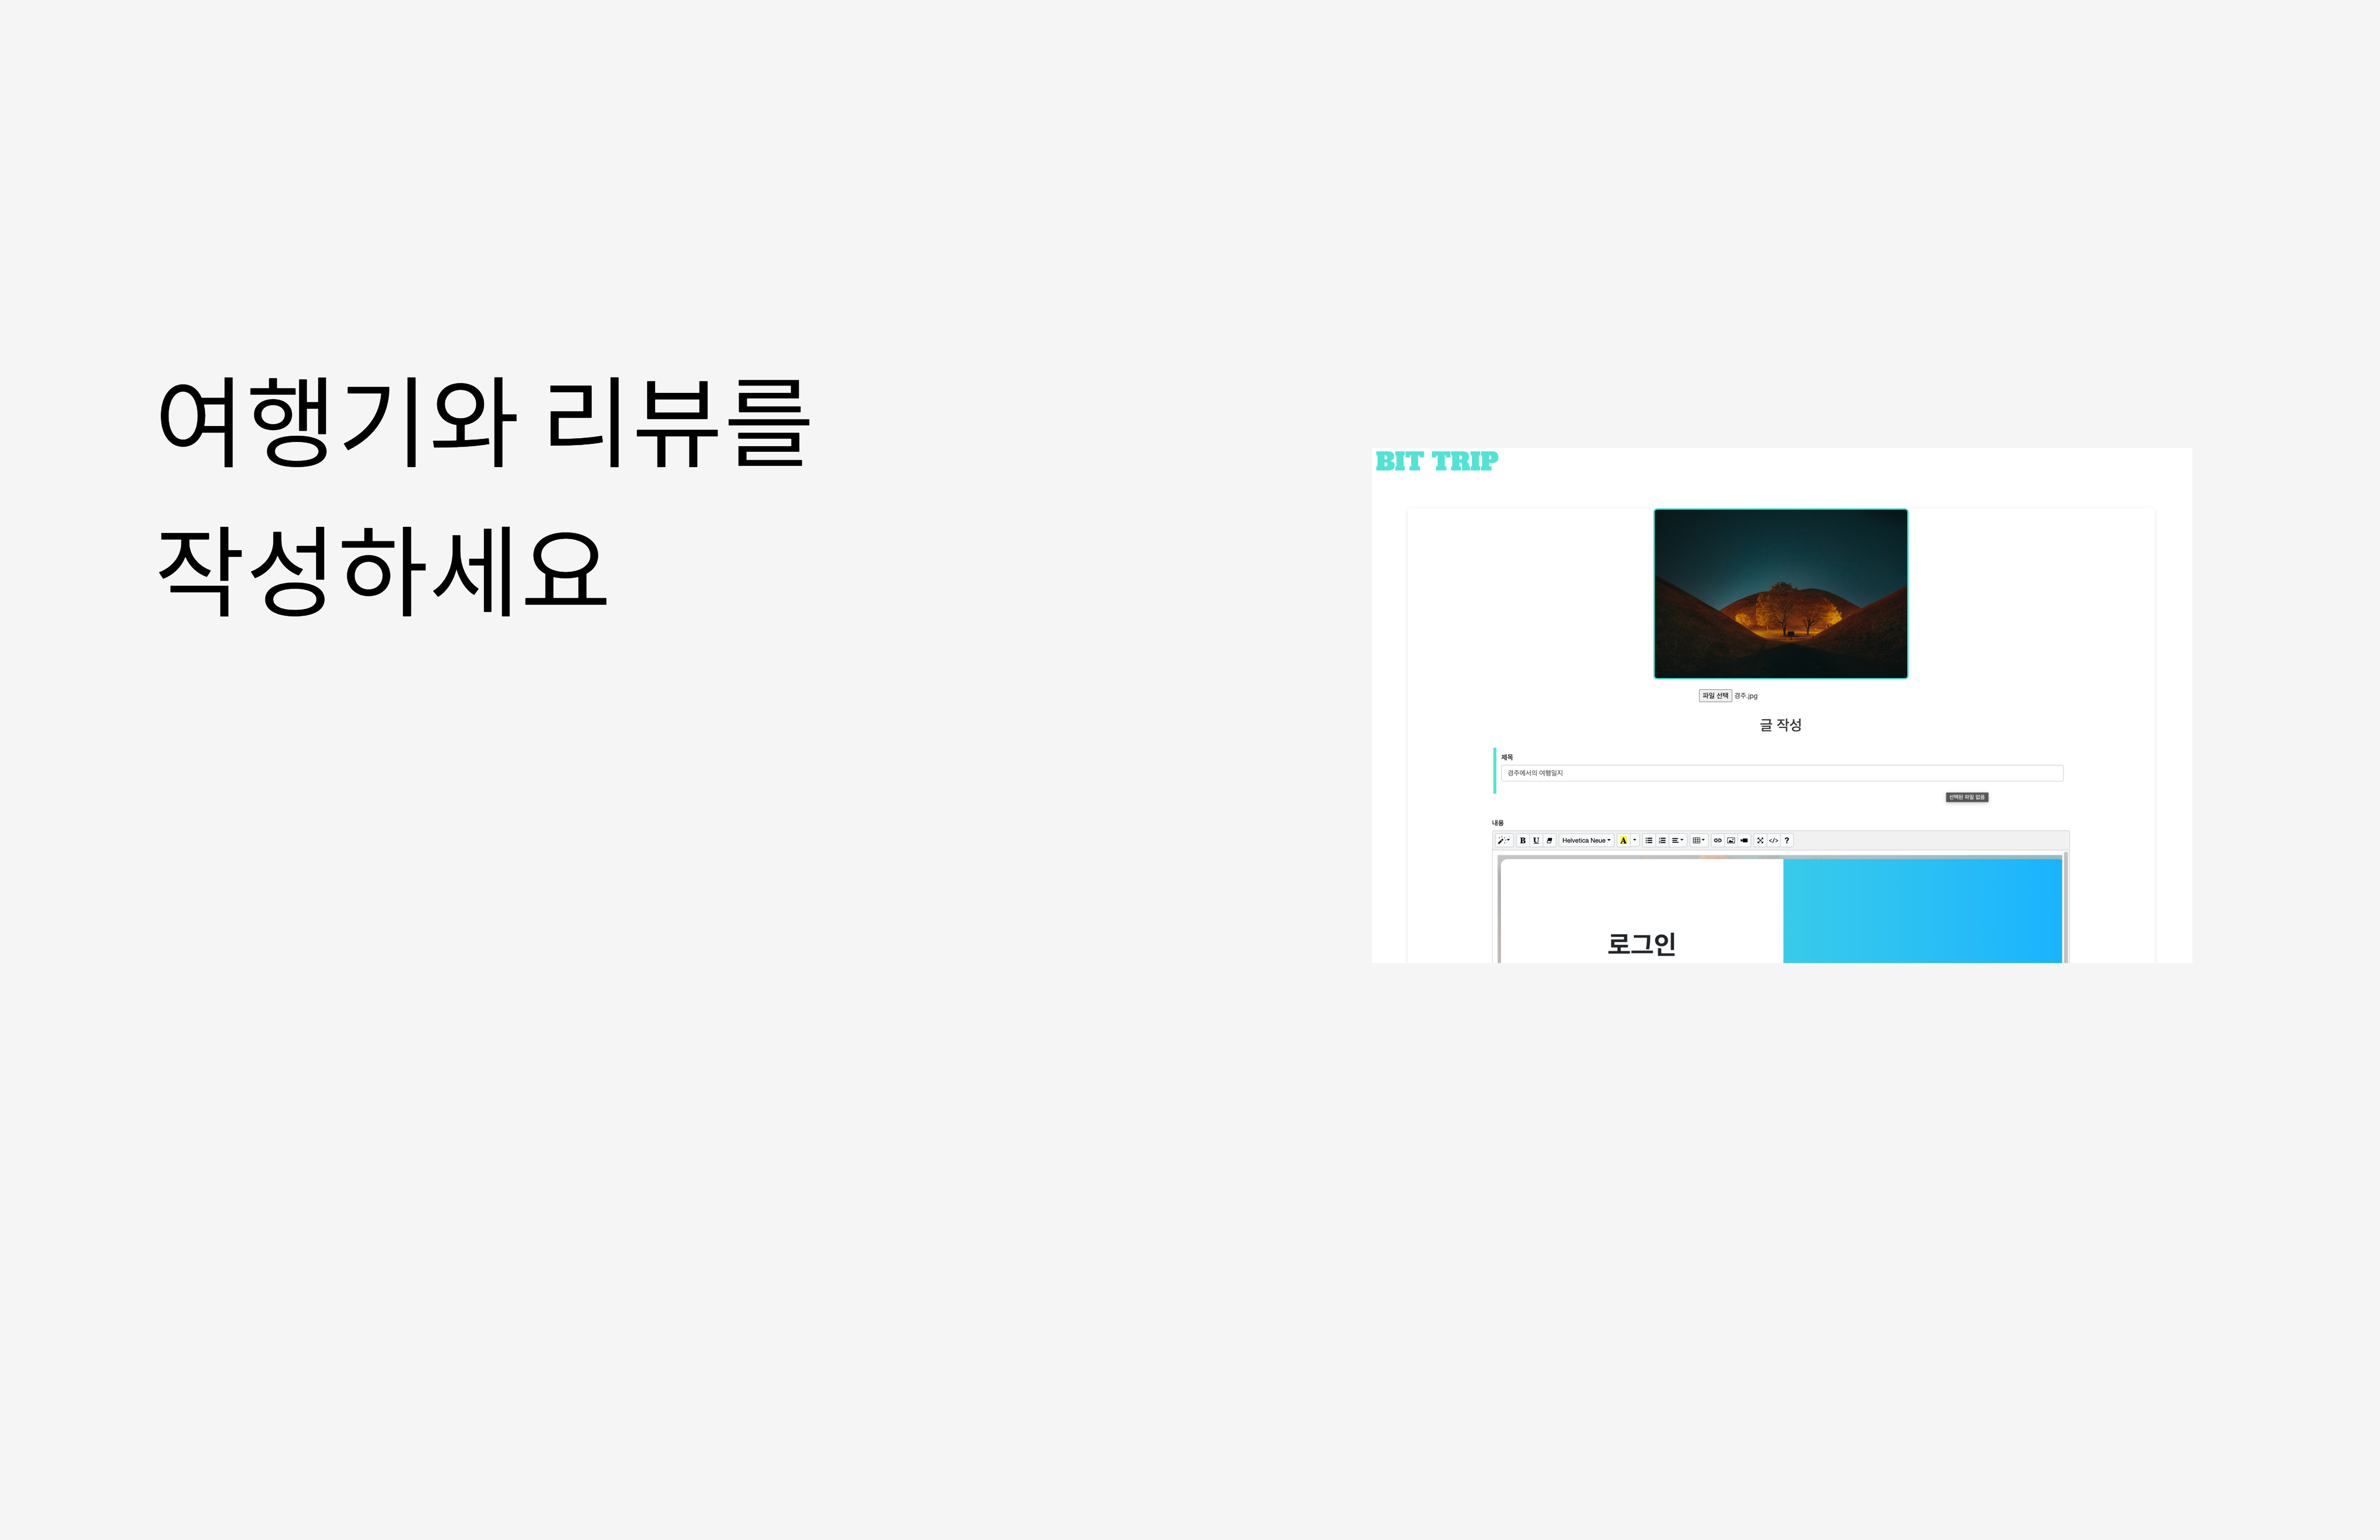 여행기와 리뷰를
작성하세요
BIT TRIP
파일 선택 경주.jpg
글 작성
제목
경주에서의 여행일지
선택된 파일 없음
내용
B U Helvetica Neue A </> ?
로그인